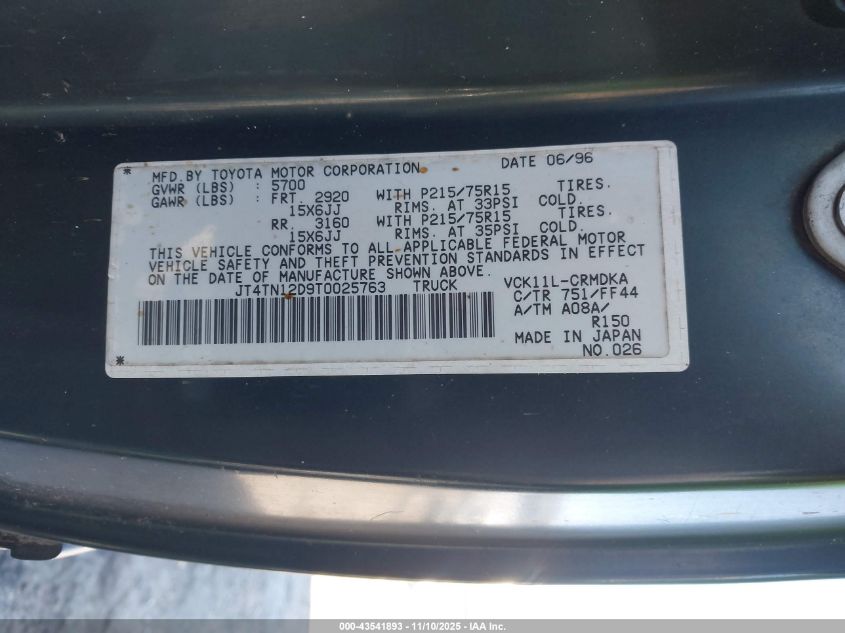 MFD.BY TOYOTA MOTOR CORPORATION DATE 06/96
GVWR (LBS) : 5700
GAWR (LBS) : FRT. 2920 WITH P215/75R15 TIRES.
15X6JJ RIMS. AT 33PSI COLD.
RR. 3160 WITH P215/75R15 TIRES.
15X6JJ RIMS. AT 35PSI COLD.
THIS VEHICLE CONFORMS TO ALL APPLICABLE FEDERAL MOTOR
VEHICLE SAFETY AND THEFT PREVENTION STANDARDS IN EFFECT
ON THE DATE OF MANUFACTURE SHOWN ABOVE.
JT4TN12D9T0025763 TRUCK VCK11L-CRMDKA
C/TR 751/FF44
A/TM A08A/
R150
MADE IN JAPAN
NO.026
000-43541893 - 11/10/2025 - IAA Inc.